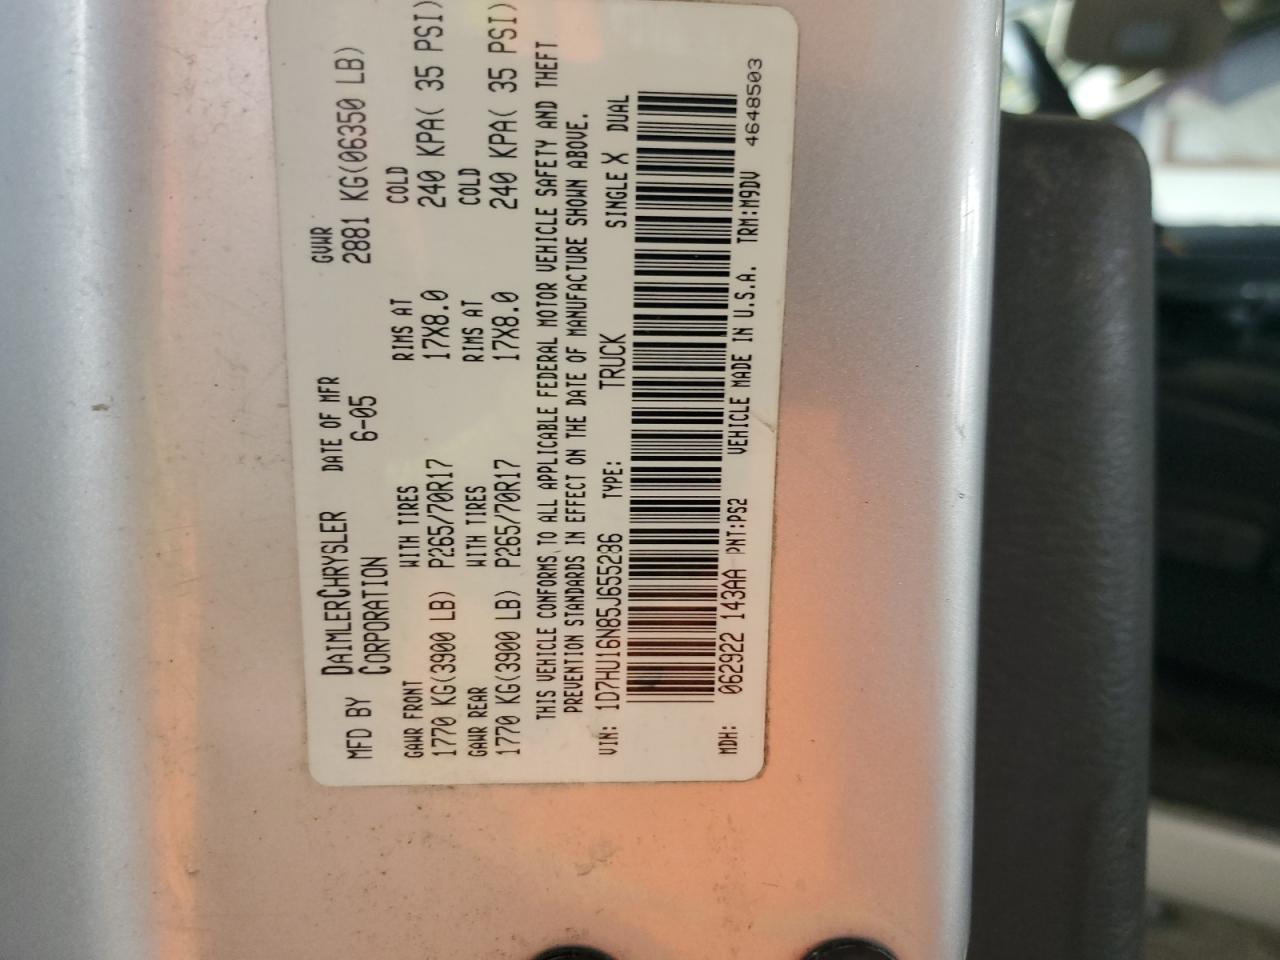 MFD BY DAIMLERCHRYSLER CORPORATION
DATE OF MFR 6-05
GVWR 2881 KG(06350 LB)
GAWR FRONT WITH TIRES RIMS AT COLD
1770 KG(3900 LB) P265/70R17 17X8.0 240 KPA( 35 PSI)
GAWR REAR WITH TIRES RIMS AT COLD
1770 KG(3900 LB) P265/70R17 17X8.0 240 KPA( 35 PSI)
THIS VEHICLE CONFORMS TO ALL APPLICABLE FEDERAL MOTOR VEHICLE SAFETY AND THEFT
PREVENTION STANDARDS IN EFFECT ON THE DATE OF MANUFACTURE SHOWN ABOVE.
VIN: 1D7HU16N85J655286 TYPE: TRUCK SINGLE X DUAL
MDH: 062922 143AA PNT:PS2 VEHICLE MADE IN U.S.A. TRM:M9DV 4648503